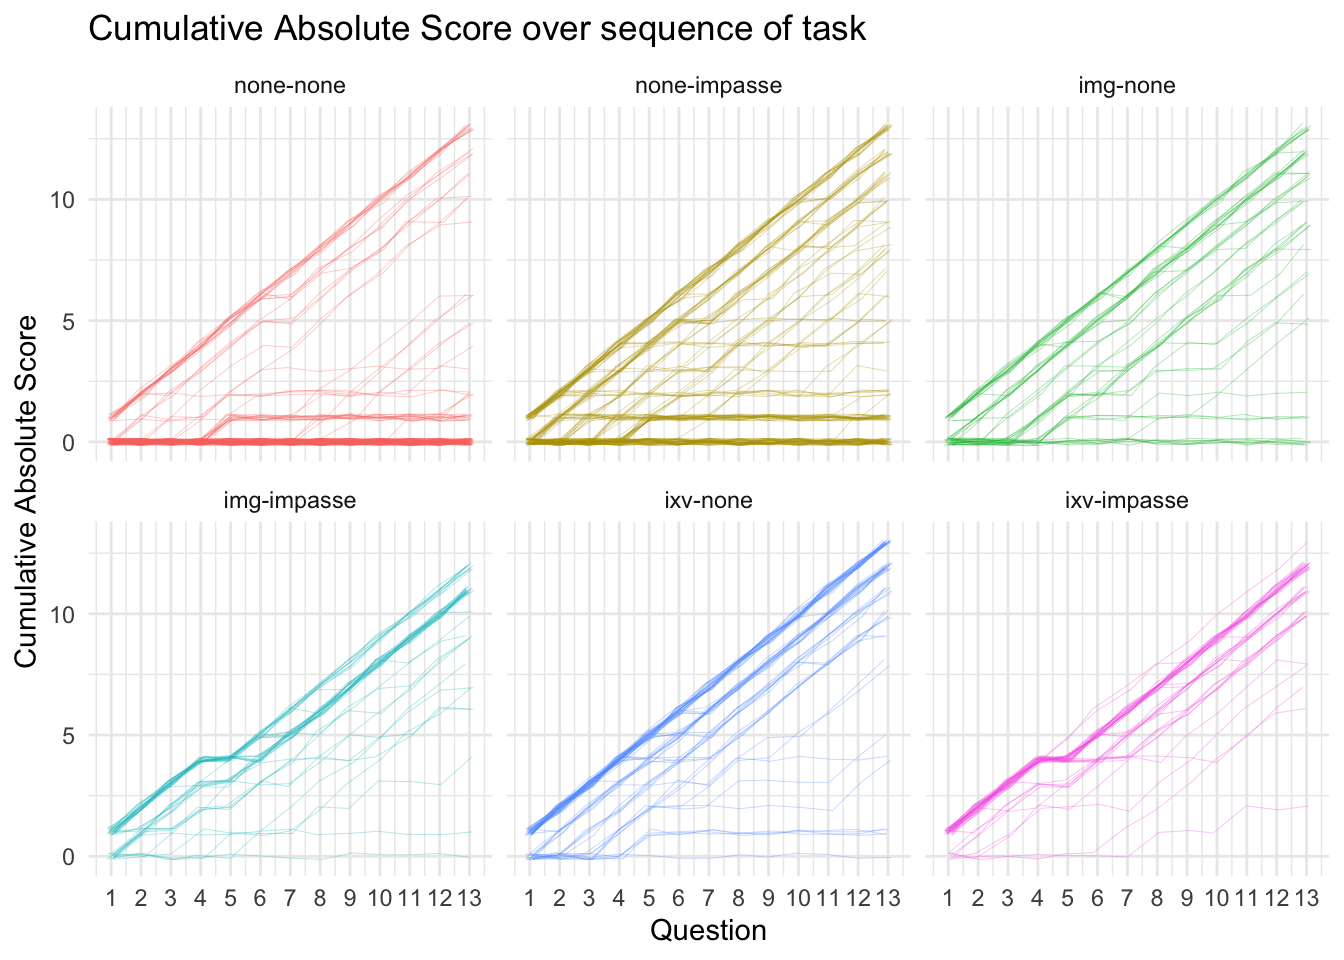 Cumulative Absolute Score over sequence of task
none-none none-impasse img-none
10
5
0
img-impasse ixv-none ixv-impasse
10
5
0
1 2 3 4 5 6 7 8 9 10 11 12 13 1 2 3 4 5 6 7 8 9 10 11 12 13 1 2 3 4 5 6 7 8 9 10 11 12 13
Question
Cumulative Absolute Score